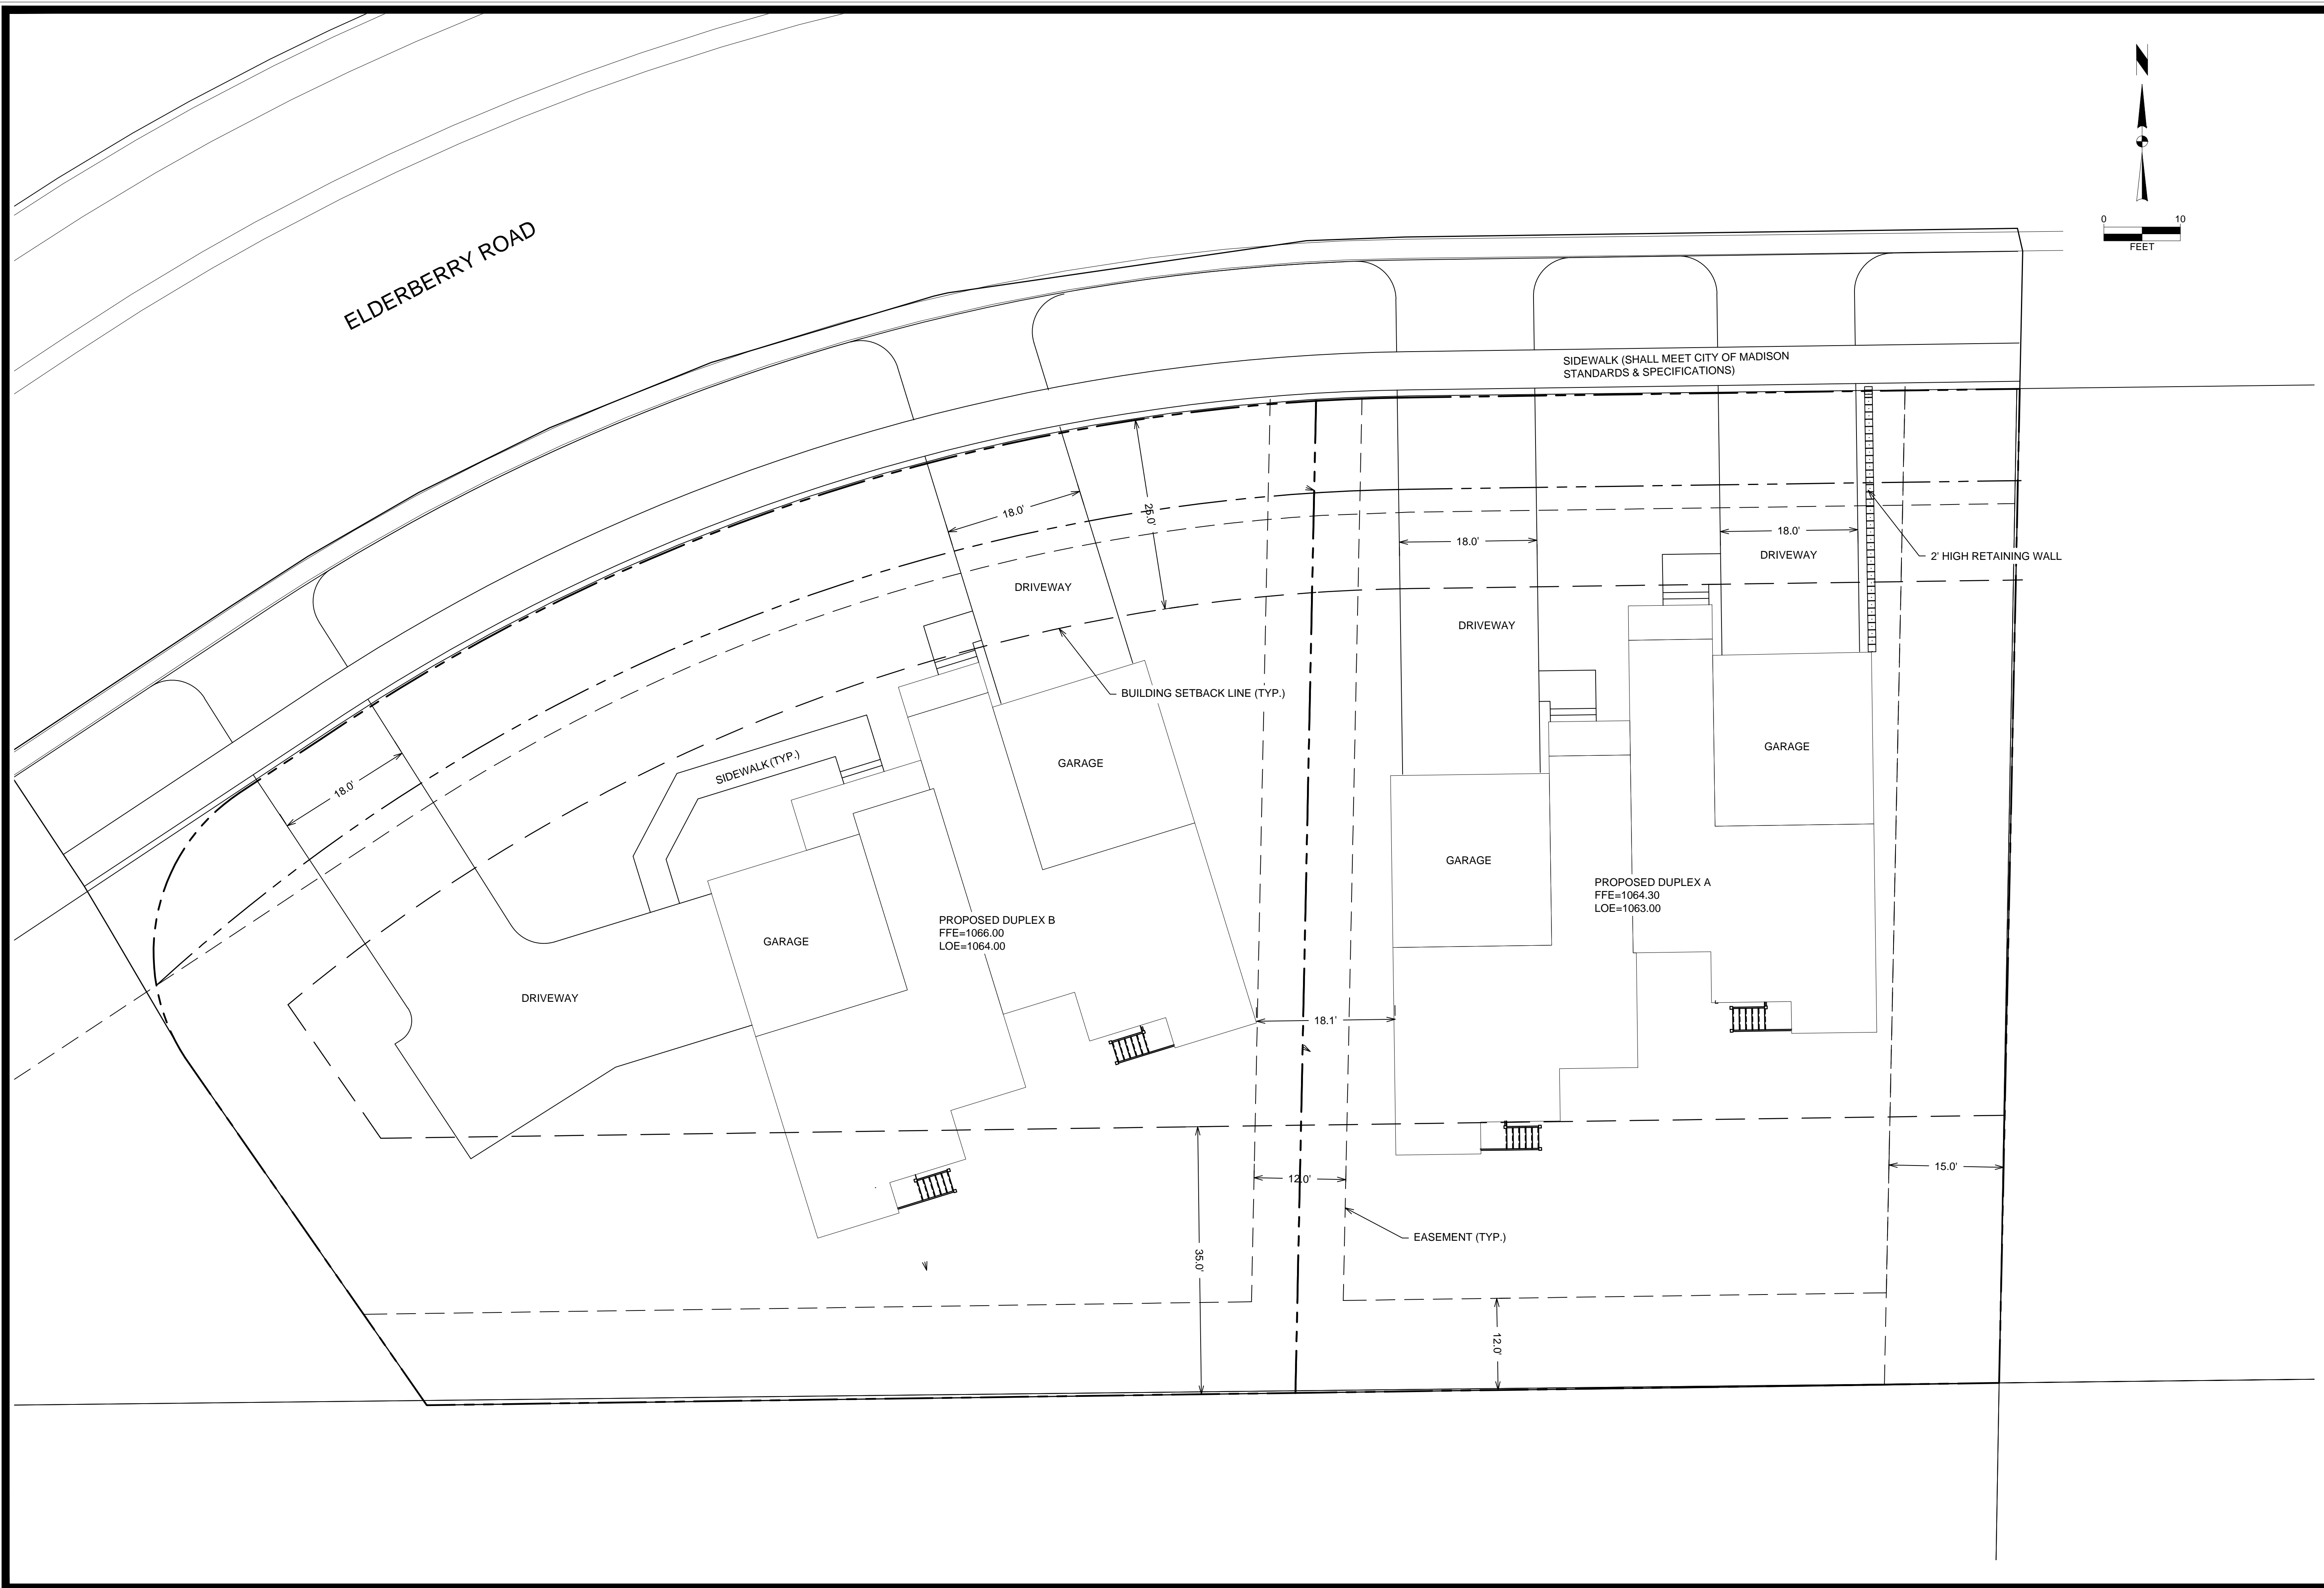 N
0 10
FEET
ELDERBERRY ROAD
SIDEWALK (SHALL MEET CITY OF MADISON
STANDARDS & SPECIFICATIONS)
18.0'
25.0'
18.0'
18.0'
DRIVEWAY
2' HIGH RETAINING WALL
DRIVEWAY
DRIVEWAY
BUILDING SETBACK LINE (TYP.)
GARAGE
GARAGE
SIDEWALK (TYP.)
18.0'
GARAGE
PROPOSED DUPLEX A
FFE=1064.30
LOE=1063.00
PROPOSED DUPLEX B
FFE=1066.00
LOE=1064.00
GARAGE
DRIVEWAY
18.1'
15.0'
12.0'
EASEMENT (TYP.)
35.0'
12.0'